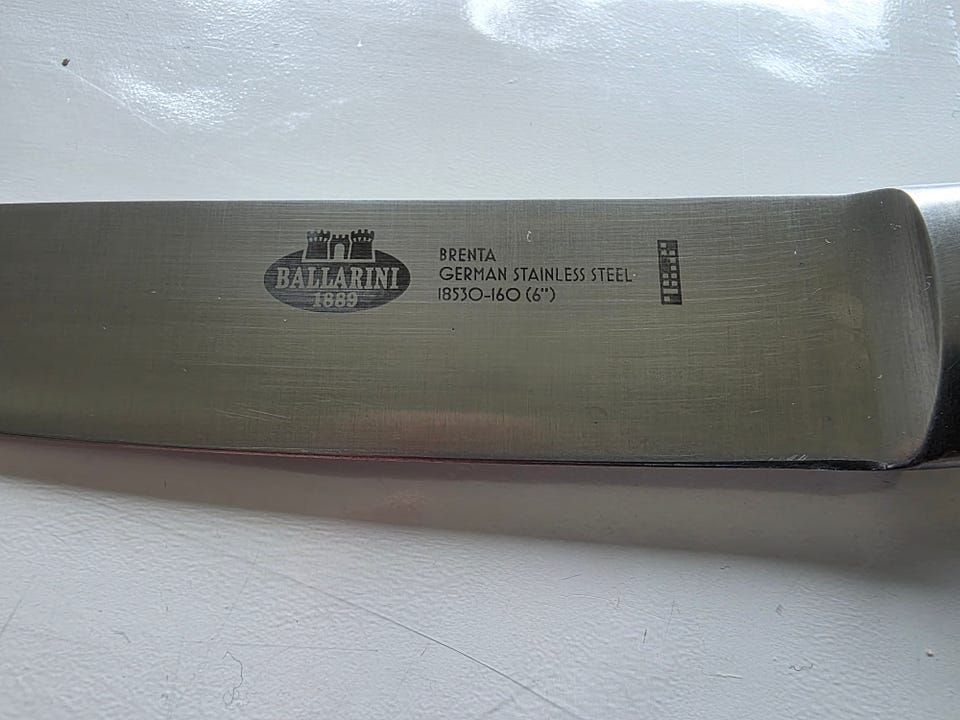 BALLARINI
1889
BRENTA
GERMAN STAINLESS STEEL
18530-160 (6")